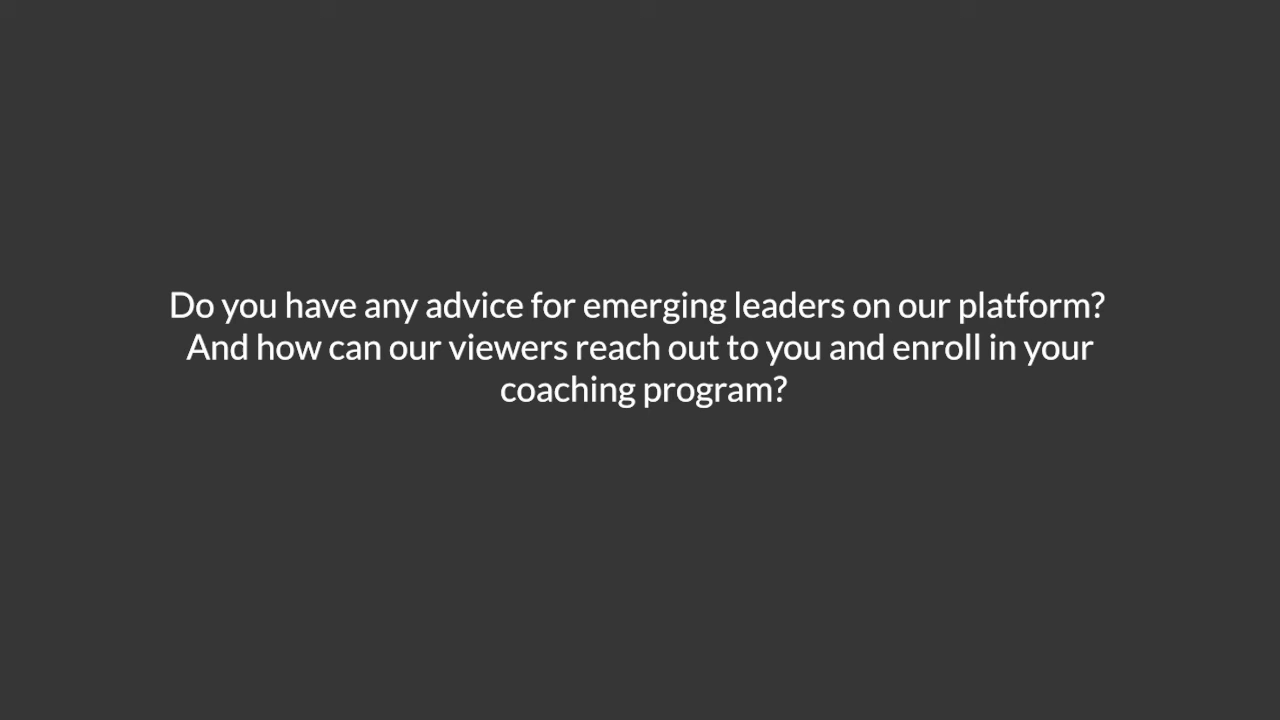 Do you have any advice for emerging leaders on our platform?
And how can our viewers reach out to you and enroll in your
coaching program?